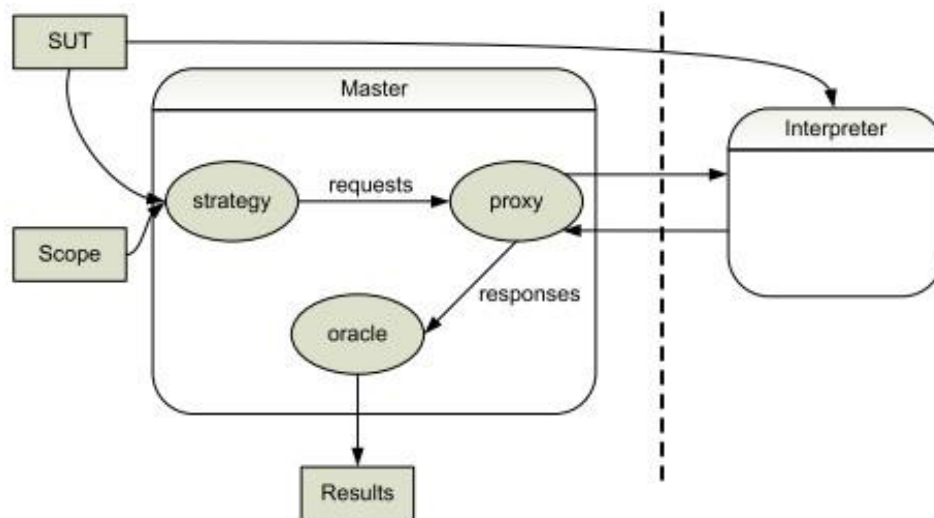 SUT
Master
Interpreter
strategy
requests
proxy
Scope
responses
oracle
Results